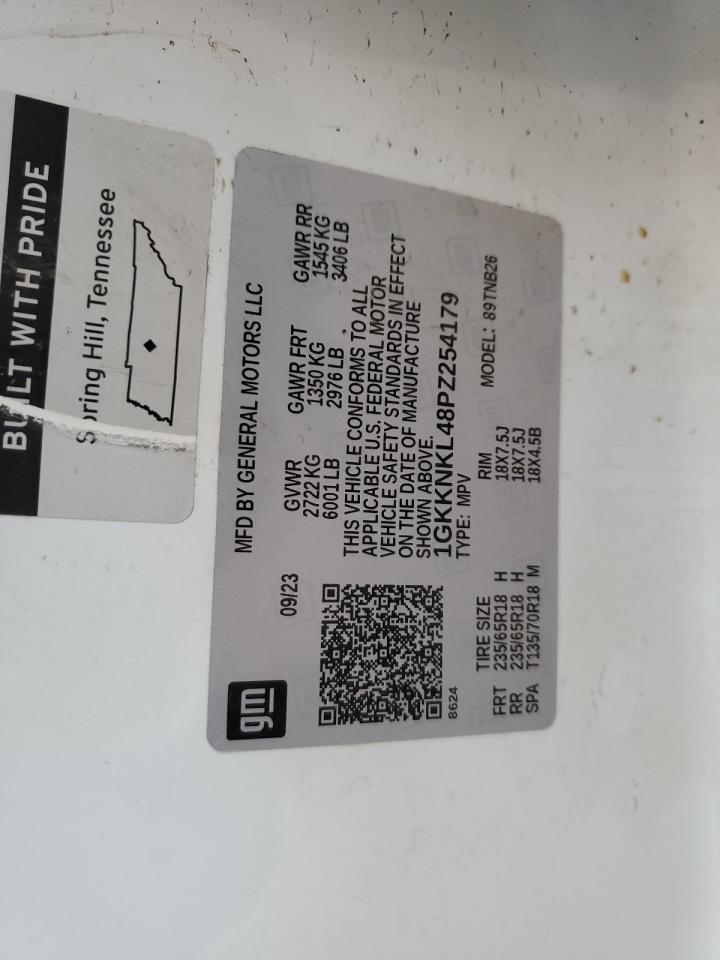 BUILT WITH PRIDE
Spring Hill, Tennessee
gm
MFD BY GENERAL MOTORS LLC
09/23
GVWR GAWR FRT GAWR RR
2722 KG 1350 KG 1545 KG
6001 LB 2976 LB 3406 LB
THIS VEHICLE CONFORMS TO ALL
APPLICABLE U.S. FEDERAL MOTOR
VEHICLE SAFETY STANDARDS IN EFFECT
ON THE DATE OF MANUFACTURE
SHOWN ABOVE.
1GKKNKL48PZ254179
TYPE: MPV MODEL: 89TNB26
8624
TIRE SIZE RIM
FRT 235/65R18 H 18X7.5J
RR 235/65R18 H 18X7.5J
SPA T135/70R18 M 18X4.5B